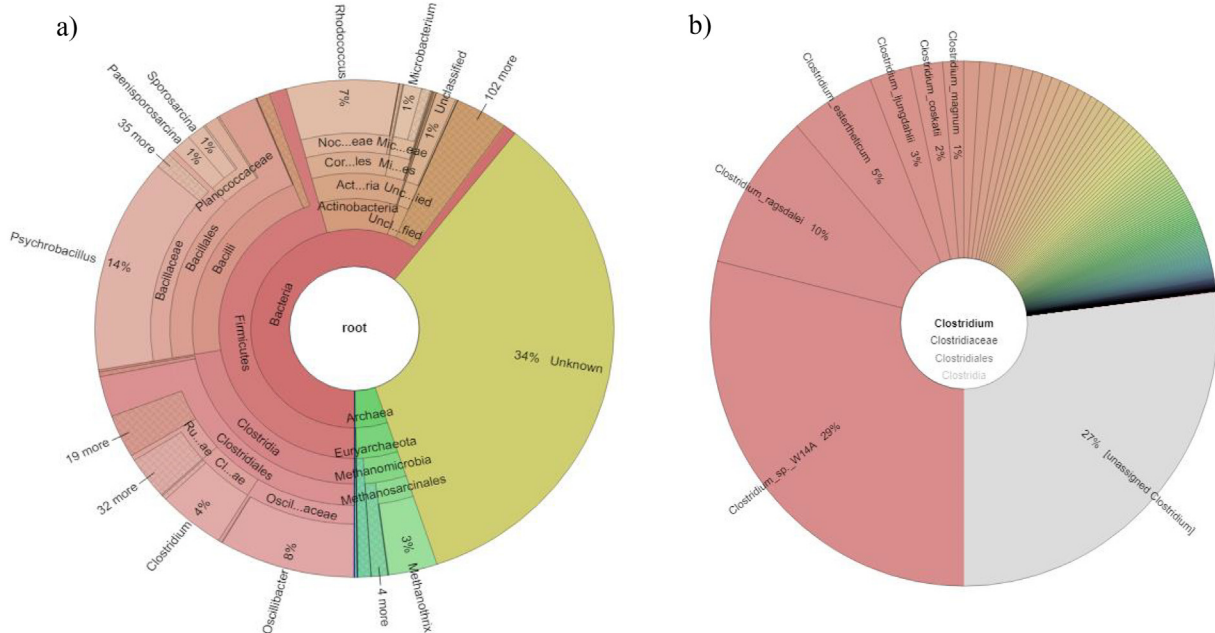 a)
Rhodococcus
7%
Microbacterium
1%
Unclassified
1%
102 more
Sporosarcina
1%
Paenisporosarcina
1%
35 more
Planococcaceae
Noc...eae
Mic...eae
Cor...les
Mi...es
Act...ria
Unc...ied
Actinobacteria
Uncl...fied
Psychrobacillus
14%
Bacillaceae
Bacillales
Bacilli
Firmicutes
Bacteria
root
34% Unknown
Archaea
Euryarchaeota
Methanomicrobia
Methanosarcinales
3%
Methanothrix
4 more
Clostridia
Clostridiales
Ru...ae
Cl...ae
Oscil...aceae
19 more
32 more
4%
Clostridium
8%
Oscillibacter
b)
Clostridium_magnum 1%
Clostridium_coskatii 2%
Clostridium_ljungdahlii 3%
Clostridium_estertheticum 5%
Clostridium_ragsdalei 10%
Clostridium_sp._W14A 29%
Clostridium
Clostridiaceae
Clostridiales
Clostridia
27% [unassigned Clostridium]